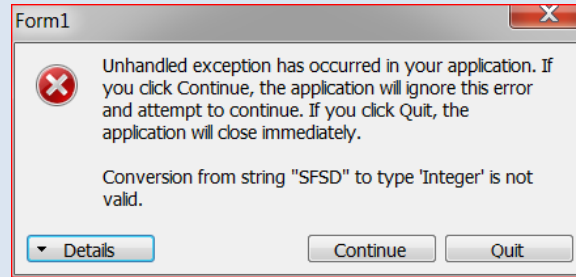 Form1
Unhandled exception has occurred in your application. If
you click Continue, the application will ignore this error
and attempt to continue. If you click Quit, the
application will close immediately.
Conversion from string "SFSD" to type 'Integer' is not
valid.
Details
Continue
Quit